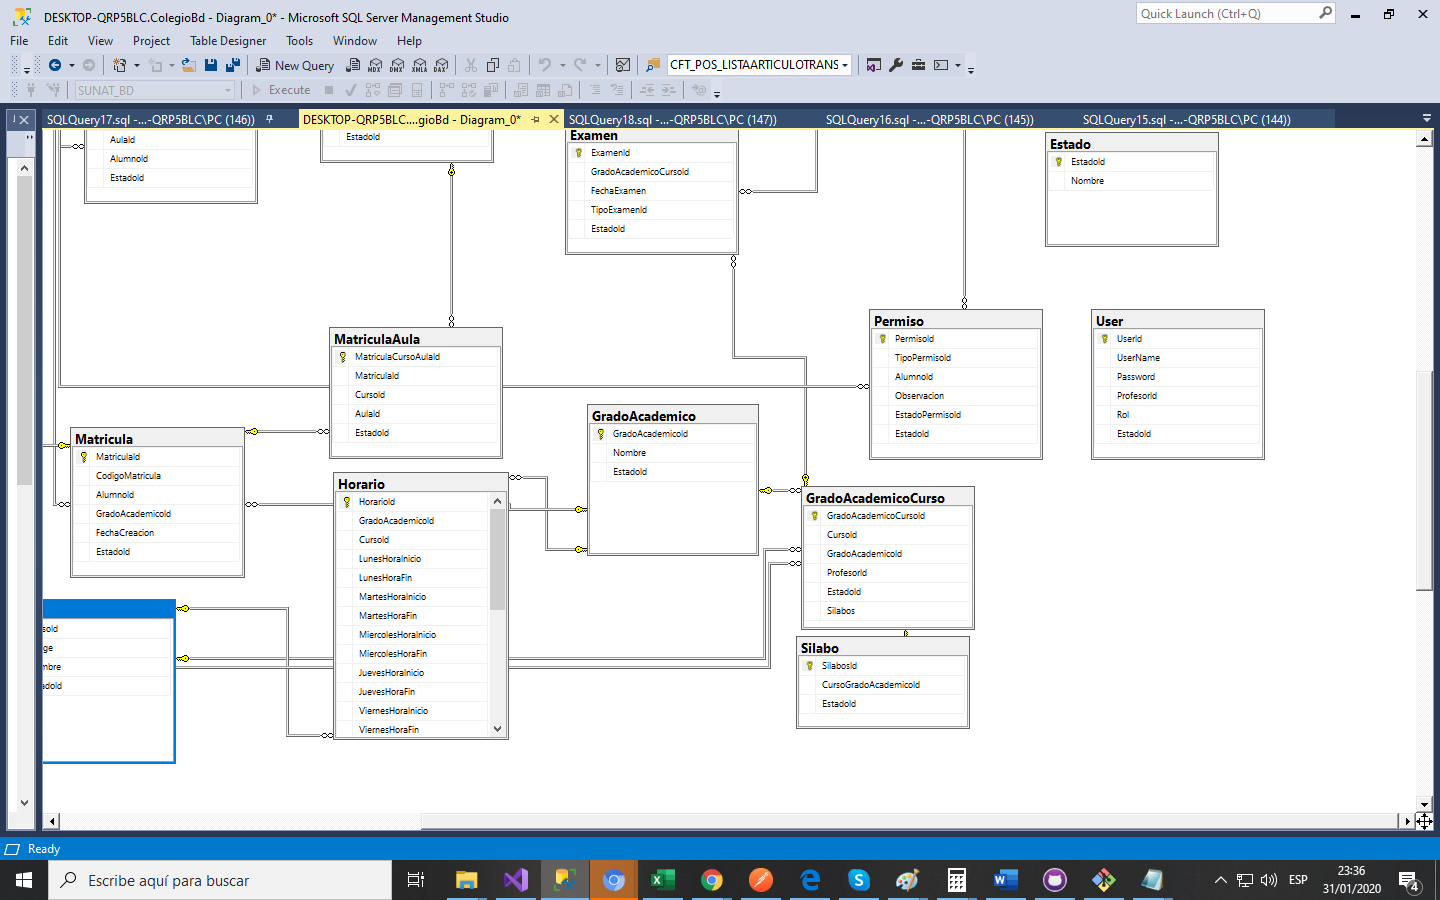 DESKTOP-QRP5BLC.ColegioBd - Diagram_0* - Microsoft SQL Server Management Studio
Quick Launch (Ctrl+Q)
File Edit View Project Table Designer Tools Window Help
New Query
MDX DMX XMLA DAX
CFT_POS_LISTAARTICULOTRANS
SUNAT_BD
Execute
SQLQuery17.sql -...-QRP5BLC\PC (146))
DESKTOP-QRP5BLC....gioBd - Diagram_0*
SQLQuery18.sql -...-QRP5BLC\PC (147))
SQLQuery16.sql -...-QRP5BLC\PC (145))
SQLQuery15.sql -...-QRP5BLC\PC (144))
AulaId
AlumnoId
EstadoId
EstadoId
Examen
ExamenId
GradoAcademicoCursoId
FechaExamen
TipoExamenId
EstadoId
Estado
EstadoId
Nombre
MatriculaAula
MatriculaCursoAulaId
MatriculaId
CursoId
AulaId
EstadoId
Permiso
PermisoId
TipoPermisoId
AlumnoId
Observacion
EstadoPermisoId
EstadoId
User
UserId
UserName
Password
ProfesorId
Rol
EstadoId
Matricula
MatriculaId
CodigoMatricula
AlumnoId
GradoAcademicoId
FechaCreacion
EstadoId
GradoAcademico
GradoAcademicoId
Nombre
EstadoId
Horario
HorarioId
GradoAcademicoId
CursoId
LunesHoraInicio
LunesHoraFin
MartesHoraInicio
MartesHoraFin
MiercolesHoraInicio
MiercolesHoraFin
JuevesHoraInicio
JuevesHoraFin
ViernesHoraInicio
ViernesHoraFin
GradoAcademicoCurso
GradoAcademicoCursoId
CursoId
GradoAcademicoId
ProfesorId
EstadoId
Silabos
Silabo
SilabosId
CursoGradoAcademicoId
EstadoId
soId
ge
mbre
adoId
Ready
Escribe aquí para buscar
ESP
23:36
31/01/2020
4